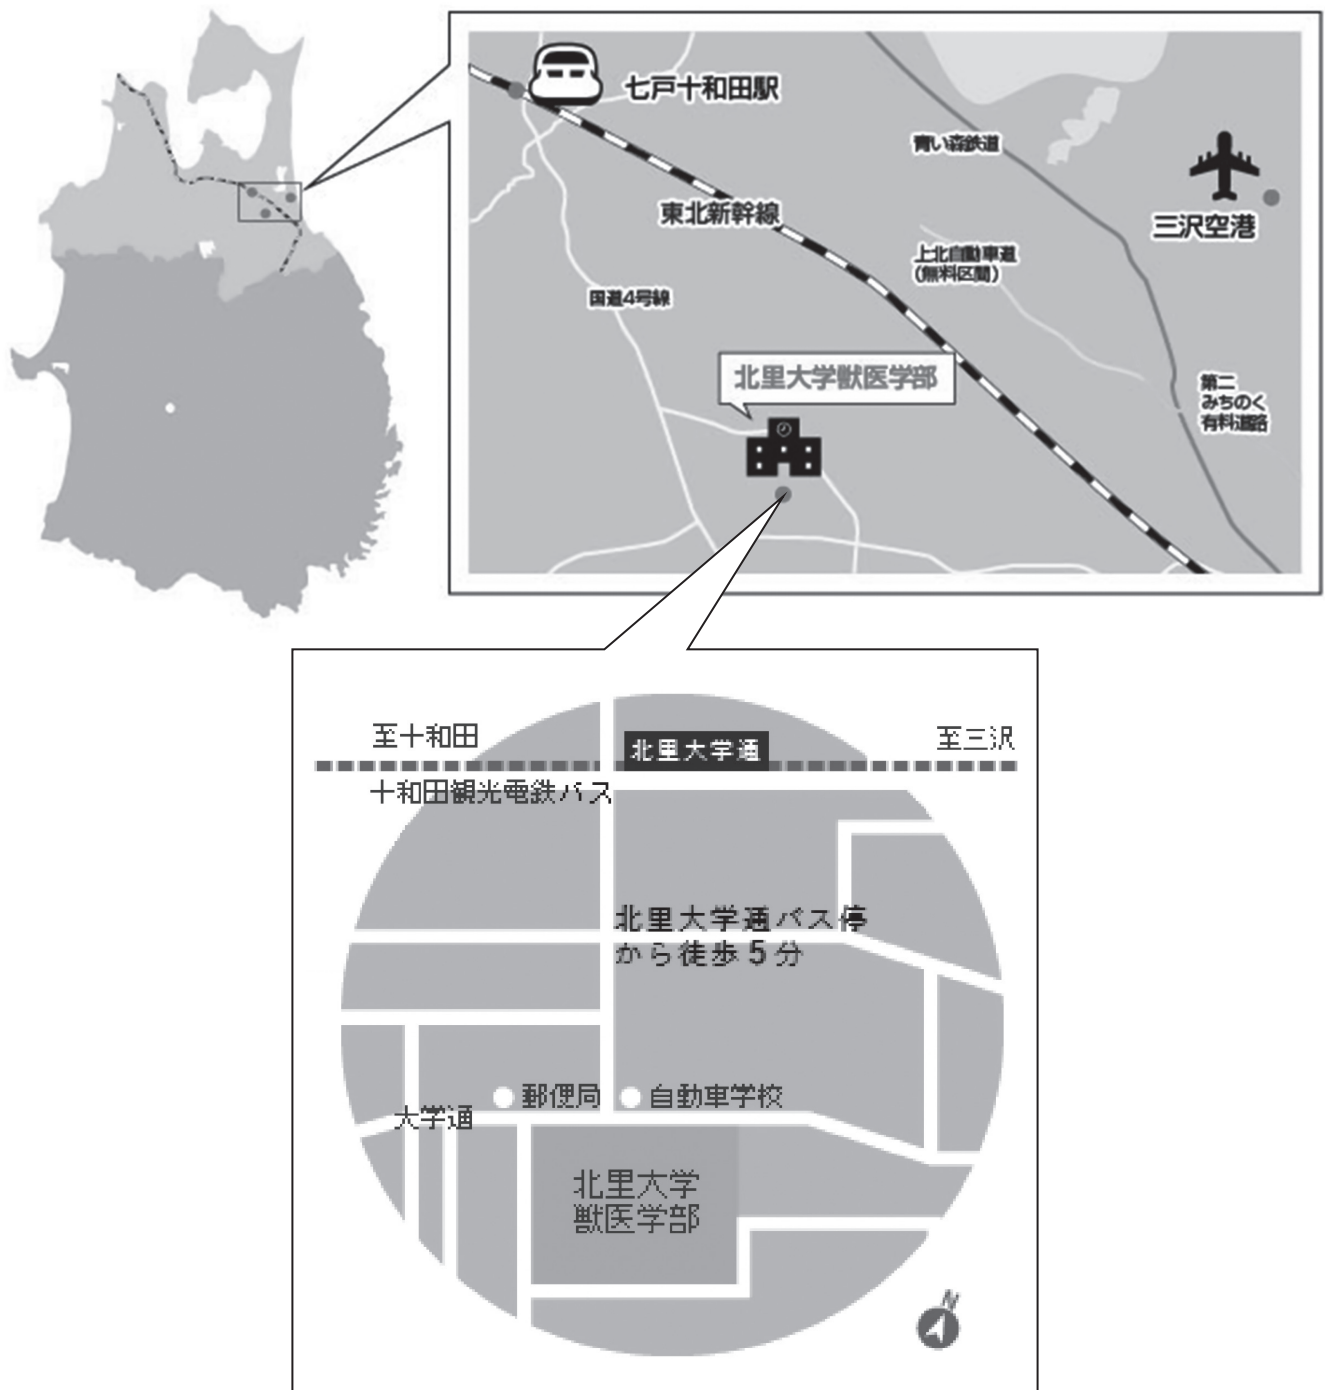 七戸十和田駅
青い森鉄道
三沢空港
東北新幹線
上北自動車道
(無料区間)
国道4号線
北里大学獣医学部
第二
みちのく
有料道路
至十和田
北里大学通
至三沢
十和田観光電鉄バス
北里大学通バス停
から徒歩5分
郵便局
自動車学校
大学通
北里大学
獣医学部
N